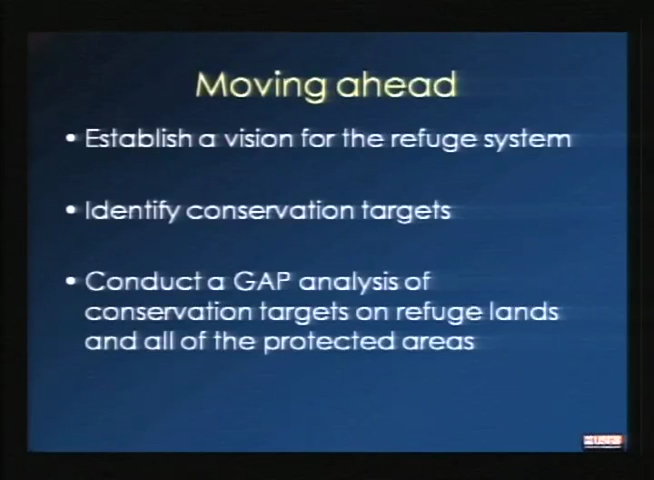 Moving ahead
• Establish a vision for the refuge system
• Identify conservation targets
• Conduct a GAP analysis of
conservation targets on refuge lands
and all of the protected areas